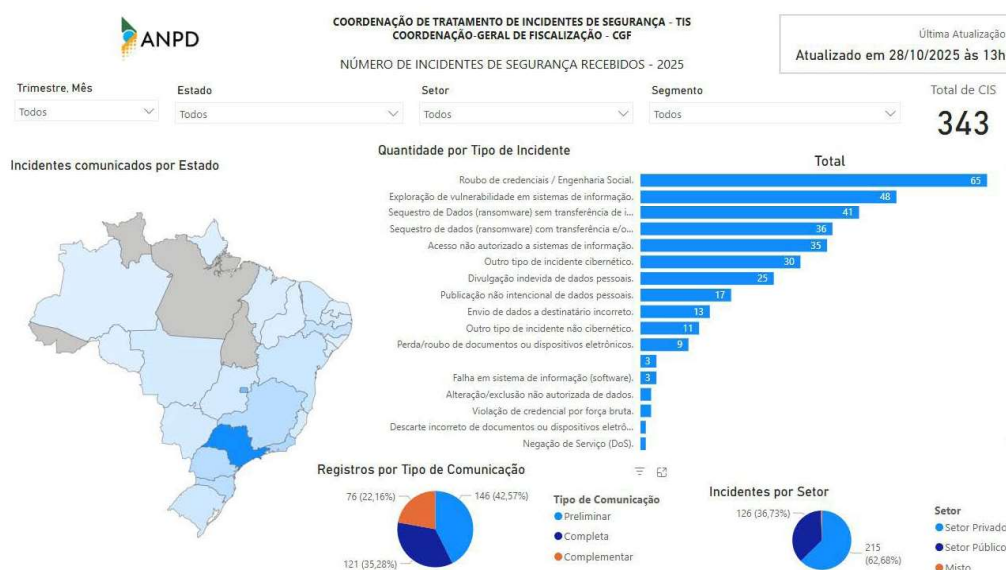 ANPD
COORDENAÇÃO DE TRATAMENTO DE INCIDENTES DE SEGURANÇA - TIS
COORDENAÇÃO-GERAL DE FISCALIZAÇÃO - CGF
NÚMERO DE INCIDENTES DE SEGURANÇA RECEBIDOS - 2025
Última Atualização
Atualizado em 28/10/2025 às 13h
Trimestre, Mês
Todos
Estado
Todos
Setor
Todos
Segmento
Todos
Total de CIS
343
Incidentes comunicados por Estado
Quantidade por Tipo de Incidente
Total
Roubo de credenciais / Engenharia Social. 65
Exploração de vulnerabilidade em sistemas de informação. 48
Sequestro de Dados (ransomware) sem transferência de i... 41
Sequestro de dados (ransomware) com transferência e/o... 36
Acesso não autorizado a sistemas de informação. 35
Outro tipo de incidente cibernético. 30
Divulgação indevida de dados pessoais. 25
Publicação não intencional de dados pessoais. 17
Envio de dados a destinatário incorreto. 13
Outro tipo de incidente não cibernético. 11
Perda/roubo de documentos ou dispositivos eletrônicos. 9
3
Falha em sistema de informação (software). 3
Alteração/exclusão não autorizada de dados.
Violação de credencial por força bruta.
Descarte incorreto de documentos ou dispositivos eletrô...
Negação de Serviço (DoS).
Registros por Tipo de Comunicação
76 (22,16%)
146 (42,57%)
121 (35,28%)
Tipo de Comunicação
Preliminar
Completa
Complementar
Incidentes por Setor
126 (36,73%)
215
(62,68%)
Setor
Setor Privado
Setor Público
Misto